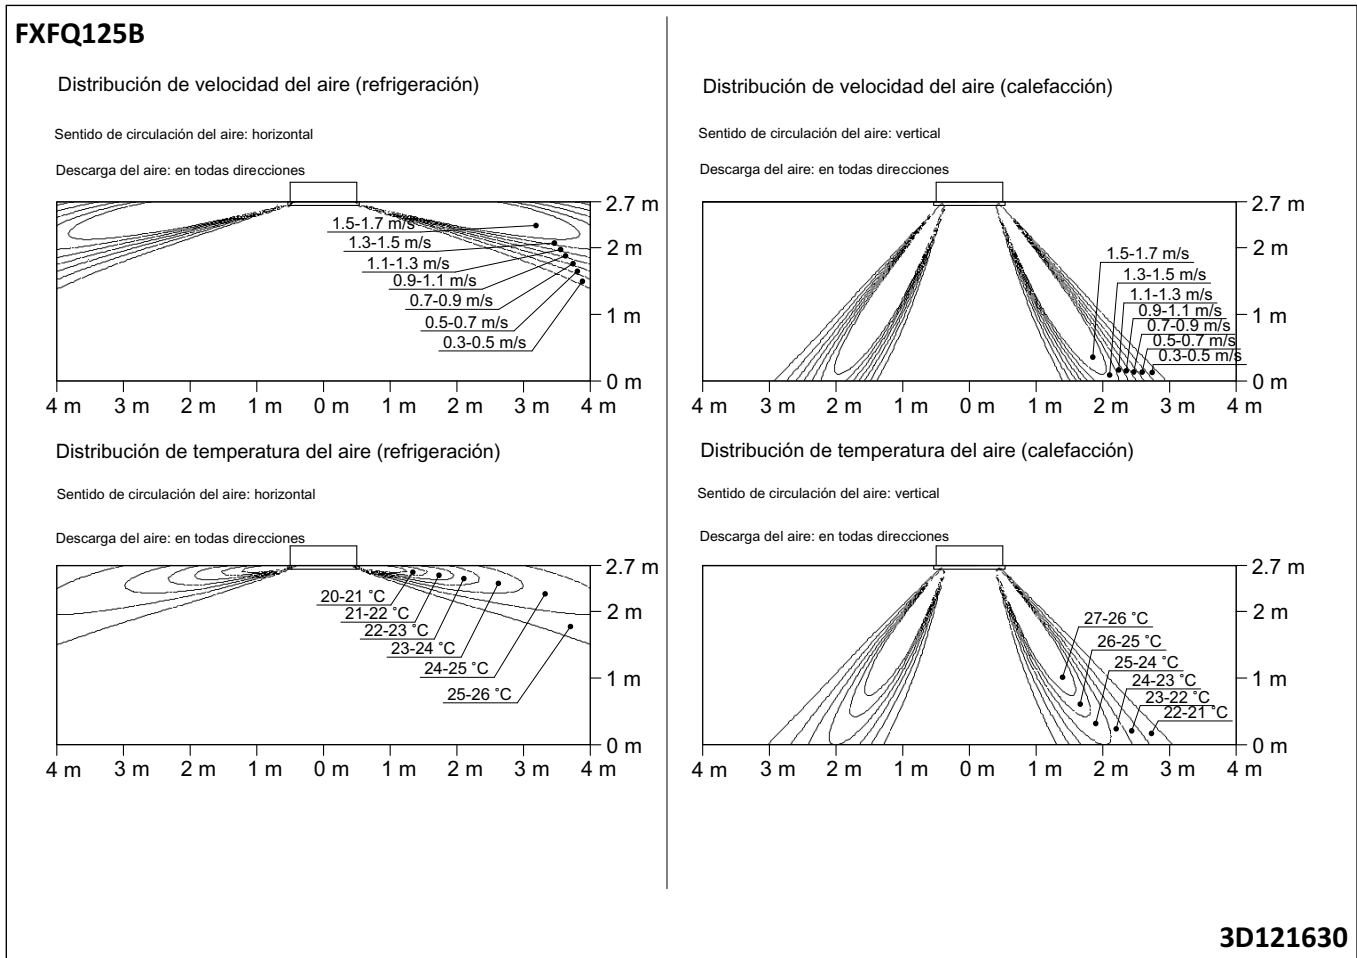 FXFQ125B
Distribución de velocidad del aire (refrigeración)
Sentido de circulación del aire: horizontal
Descarga del aire: en todas direcciones
2.7 m
1.5-1.7 m/s
1.3-1.5 m/s
2 m
1.1-1.3 m/s
0.9-1.1 m/s
0.7-0.9 m/s
1 m
0.5-0.7 m/s
0.3-0.5 m/s
0 m
4 m 3 m 2 m 1 m 0 m 1 m 2 m 3 m 4 m
Distribución de velocidad del aire (calefacción)
Sentido de circulación del aire: vertical
Descarga del aire: en todas direcciones
2.7 m
2 m
1.5-1.7 m/s
1.3-1.5 m/s
1.1-1.3 m/s
1 m
0.9-1.1 m/s
0.7-0.9 m/s
0.5-0.7 m/s
0.3-0.5 m/s
0 m
4 m 3 m 2 m 1 m 0 m 1 m 2 m 3 m 4 m
Distribución de temperatura del aire (refrigeración)
Sentido de circulación del aire: horizontal
Descarga del aire: en todas direcciones
2.7 m
20-21 ˚C
2 m
21-22 ˚C
22-23 ˚C
23-24 ˚C
24-25 ˚C
1 m
25-26 ˚C
0 m
4 m 3 m 2 m 1 m 0 m 1 m 2 m 3 m 4 m
Distribución de temperatura del aire (calefacción)
Sentido de circulación del aire: vertical
Descarga del aire: en todas direcciones
2.7 m
2 m
27-26 ˚C
26-25 ˚C
25-24 ˚C
1 m
24-23 ˚C
23-22 ˚C
22-21 ˚C
0 m
4 m 3 m 2 m 1 m 0 m 1 m 2 m 3 m 4 m
3D121630